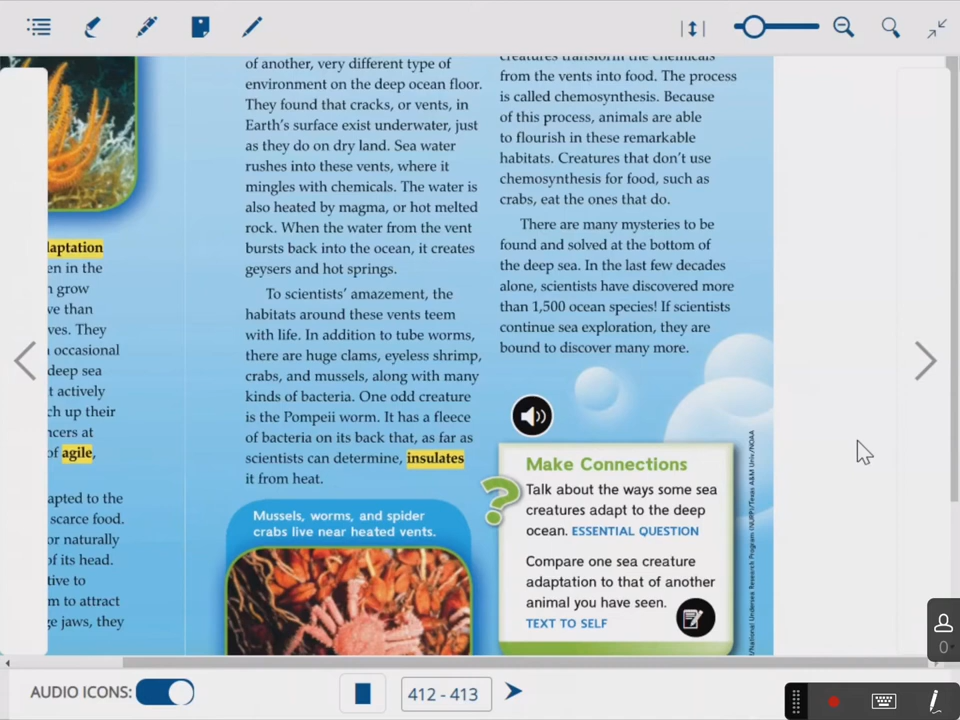 laptation
en in the
n grow
ve than
ves. They
occasional
deep sea
t actively
ch up their
ncers at
of agile,
apted to the
scarce food.
or naturally
of its head.
tive to
m to attract
ge jaws, they
of another, very different type of
environment on the deep ocean floor.
They found that cracks, or vents, in
Earth's surface exist underwater, just
as they do on dry land. Sea water
rushes into these vents, where it
mingles with chemicals. The water is
also heated by magma, or hot melted
rock. When the water from the vent
bursts back into the ocean, it creates
geysers and hot springs.
To scientists' amazement, the
habitats around these vents teem
with life. In addition to tube worms,
there are huge clams, eyeless shrimp,
crabs, and mussels, along with many
kinds of bacteria. One odd creature
is the Pompeii worm. It has a fleece
of bacteria on its back that, as far as
scientists can determine, insulates
it from heat.
Mussels, worms, and spider
crabs live near heated vents.
creatures transform the chemicals
from the vents into food. The process
is called chemosynthesis. Because
of this process, animals are able
to flourish in these remarkable
habitats. Creatures that don't use
chemosynthesis for food, such as
crabs, eat the ones that do.
There are many mysteries to be
found and solved at the bottom of
the deep sea. In the last few decades
alone, scientists have discovered more
than 1,500 ocean species! If scientists
continue sea exploration, they are
bound to discover many more.
?
Make Connections
Talk about the ways some sea
creatures adapt to the deep
ocean. ESSENTIAL QUESTION
Compare one sea creature
adaptation to that of another
animal you have seen.
TEXT TO SELF
/National Undersea Research Program (NURP)/Texas A&M Univ./NOAA
0
AUDIO ICONS:
412 - 413